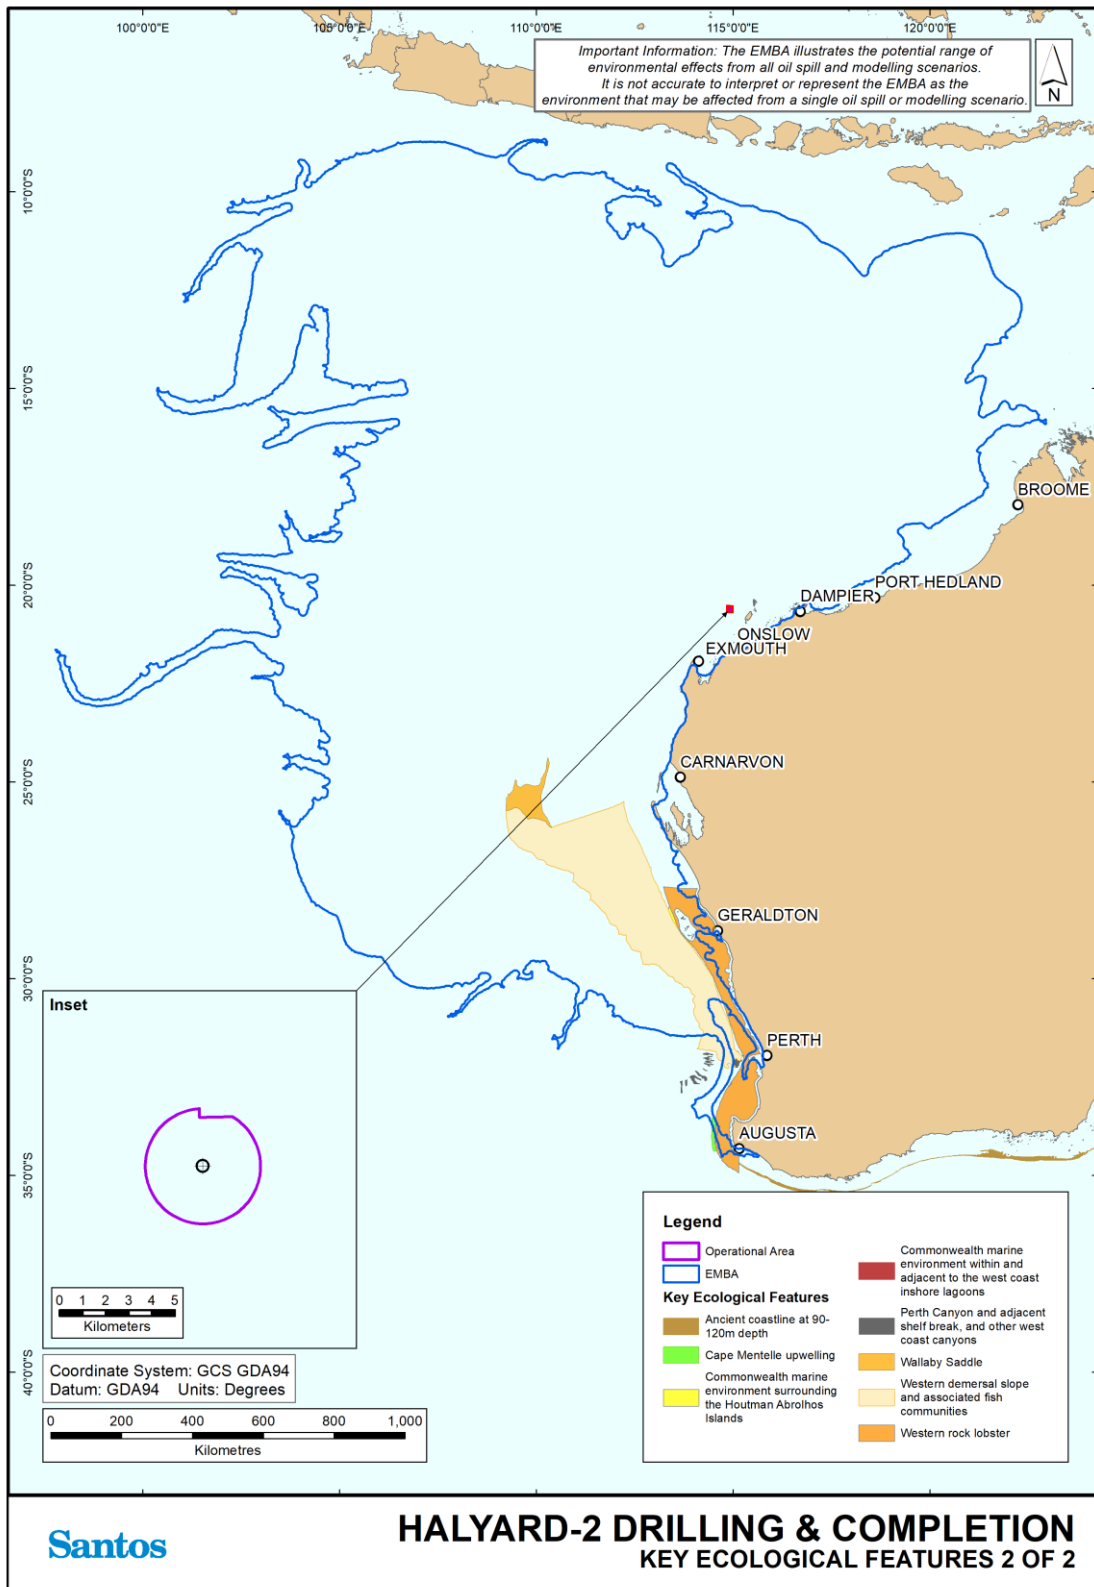 100°0'0"E
105°0'0"E
110°0'0"E
115°0'0"E
120°0'0"E
Important Information: The EMBA illustrates the potential range of
environmental effects from all oil spill and modelling scenarios.
It is not accurate to interpret or represent the EMBA as the
environment that may be affected from a single oil spill or modelling scenario.
N
10°0'0"S
15°0'0"S
20°0'0"S
25°0'0"S
30°0'0"S
35°0'0"S
40°0'0"S
BROOME
PORT HEDLAND
DAMPIER
ONSLOW
EXMOUTH
CARNARVON
GERALDTON
PERTH
AUGUSTA
Inset
0 1 2 3 4 5
Kilometers
Coordinate System: GCS GDA94
Datum: GDA94 Units: Degrees
0 200 400 600 800 1,000
Kilometres
Legend
Operational Area
EMBA
Key Ecological Features
Ancient coastline at 90-
120m depth
Cape Mentelle upwelling
Commonwealth marine
environment surrounding
the Houtman Abrolhos
Islands
Commonwealth marine
environment within and
adjacent to the west coast
inshore lagoons
Perth Canyon and adjacent
shelf break, and other west
coast canyons
Wallaby Saddle
Western demersal slope
and associated fish
communities
Western rock lobster
Santos
HALYARD-2 DRILLING & COMPLETION
KEY ECOLOGICAL FEATURES 2 OF 2